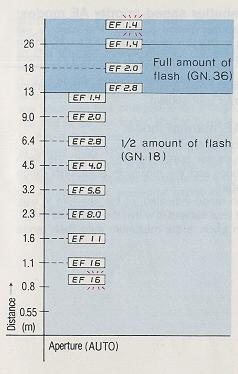 EF 1.4
26 EF 1.4
18 EF 2.0
Full amount of
flash (GN. 36)
EF 2.8
13
EF 1.4
9.0 EF 2.0
6.4 EF 2.8
1/2 amount of flash
(GN. 18)
4.5 EF 4.0
3.2 EF 5.6
2.3 EF 8.0
1.6 EF 11
1.1 EF 16
0.8 EF 16
0.55
Distance →
(m)
Aperture (AUTO)